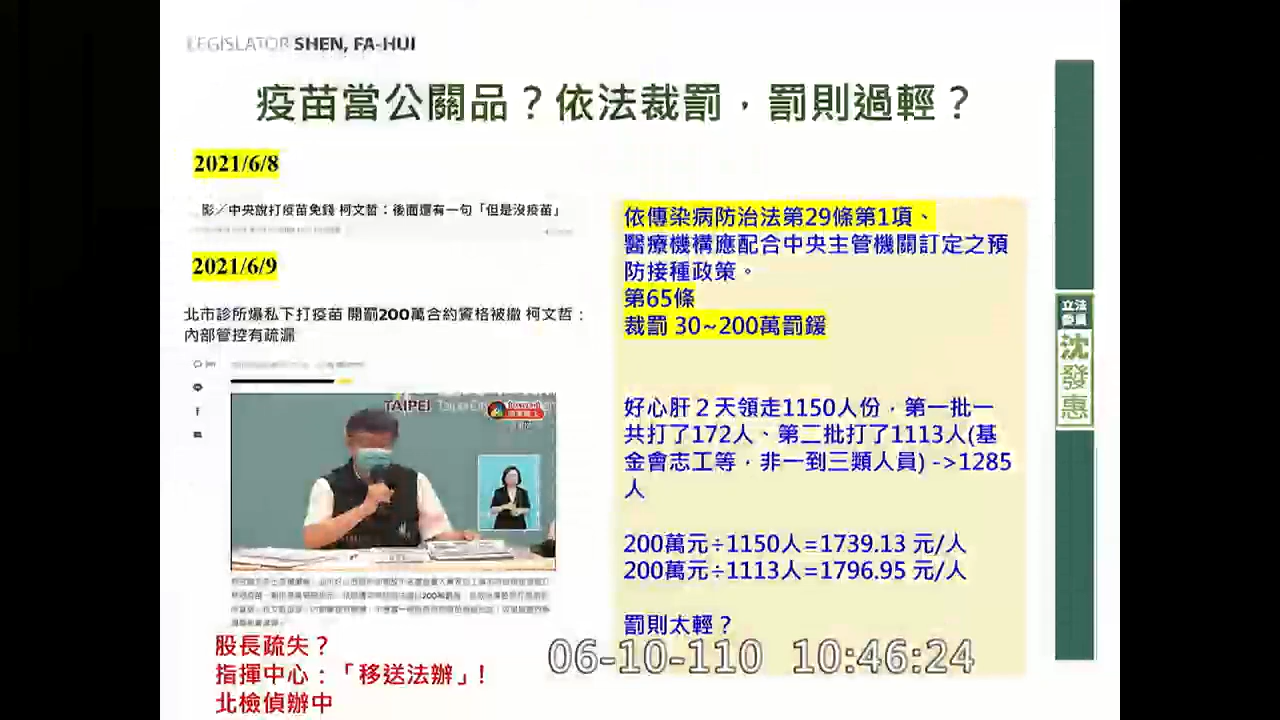 LEGISLATOR SHEN, FA-HUI
疫苗當公關品？依法裁罰，罰則過輕？
2021/6/8
影／中央說打疫苗免錢 柯文哲：後面還有一句「但是沒疫苗」
2021/6/9
北市診所爆私下打疫苗 開罰200萬合約資格被撤 柯文哲：
內部管控有疏漏
TAIPEI
股長疏失？
指揮中心：「移送法辦」！
北檢偵辦中
依傳染病防治法第29條第1項、
醫療機構應配合中央主管機關訂定之預
防接種政策。
第65條
裁罰 30~200萬罰鍰
好心肝２天領走1150人份，第一批一
共打了172人、第二批打了1113人(基
金會志工等，非一到三類人員) ->1285
人
200萬元÷1150人=1739.13 元/人
200萬元÷1113人=1796.95 元/人
罰則太輕？
06-10-110 10:46:24
立法
委員
沈
發
惠